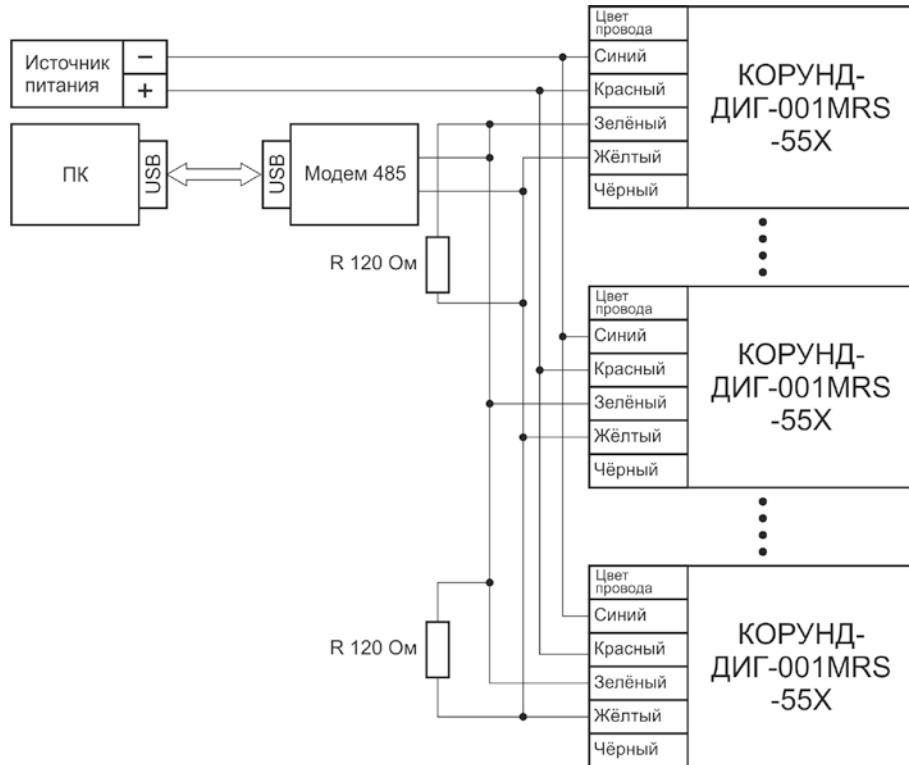 Источник
питания
−
+
ПК
USB
USB
Модем 485
R 120 Ом
R 120 Ом
Цвет
провода
Синий
Красный
Зелёный
Жёлтый
Чёрный
КОРУНД-
ДИГ-001MRS
-55X
Цвет
провода
Синий
Красный
Зелёный
Жёлтый
Чёрный
КОРУНД-
ДИГ-001MRS
-55X
Цвет
провода
Синий
Красный
Зелёный
Жёлтый
Чёрный
КОРУНД-
ДИГ-001MRS
-55X